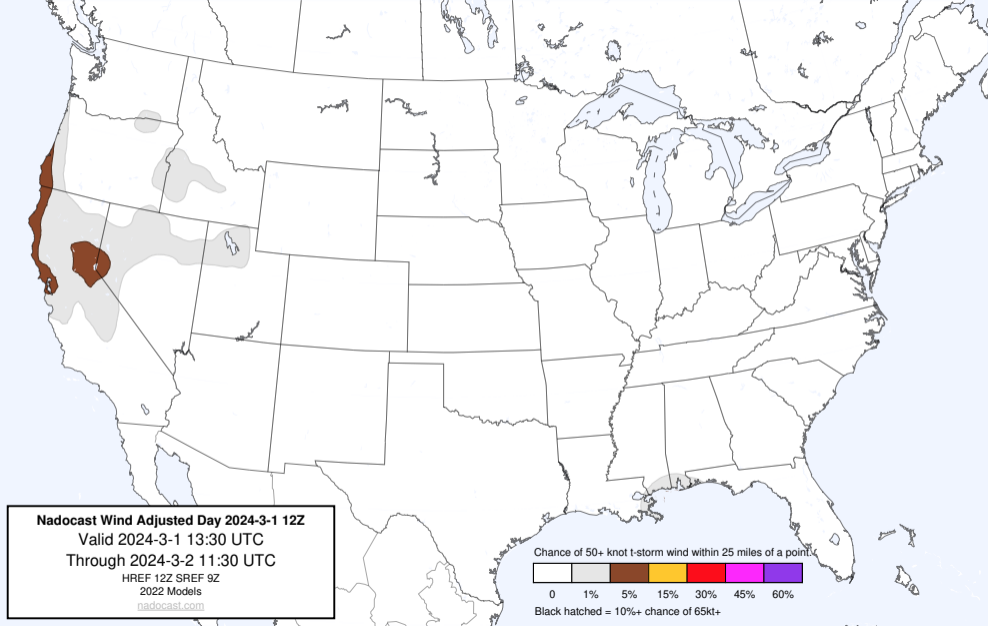 Nadocast Wind Adjusted Day 2024-3-1 12Z
Valid 2024-3-1 13:30 UTC
Through 2024-3-2 11:30 UTC
HREF 12Z SREF 9Z
2022 Models
nadocast.com
Chance of 50+ knot t-storm wind within 25 miles of a point.
0 1% 5% 15% 30% 45% 60%
Black hatched = 10%+ chance of 65kt+